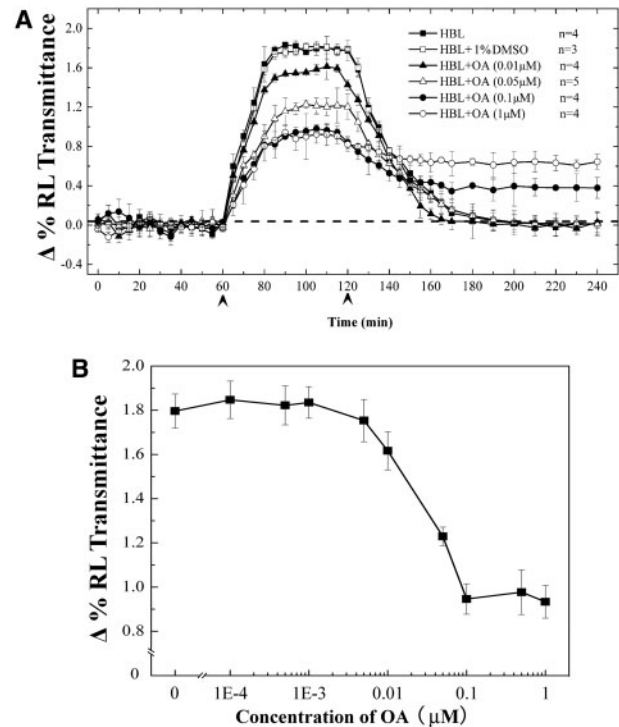 A
Δ % RL Transmittance
2.0
1.6
1.2
0.8
0.4
0.0
-0.4
HBL n=4
HBL+1%DMSO n=3
HBL+OA (0.01μM) n=4
HBL+OA (0.05μM) n=5
HBL+OA (0.1μM) n=4
HBL+OA (1μM) n=4
0 20 40 60 80 100 120 140 160 180 200 220 240
Time (min)
B
Δ % RL Transmittance
2.0
1.8
1.6
1.4
1.2
1.0
0.8
0
0 1E-4 1E-3 0.01 0.1 1
Concentration of OA (μM)